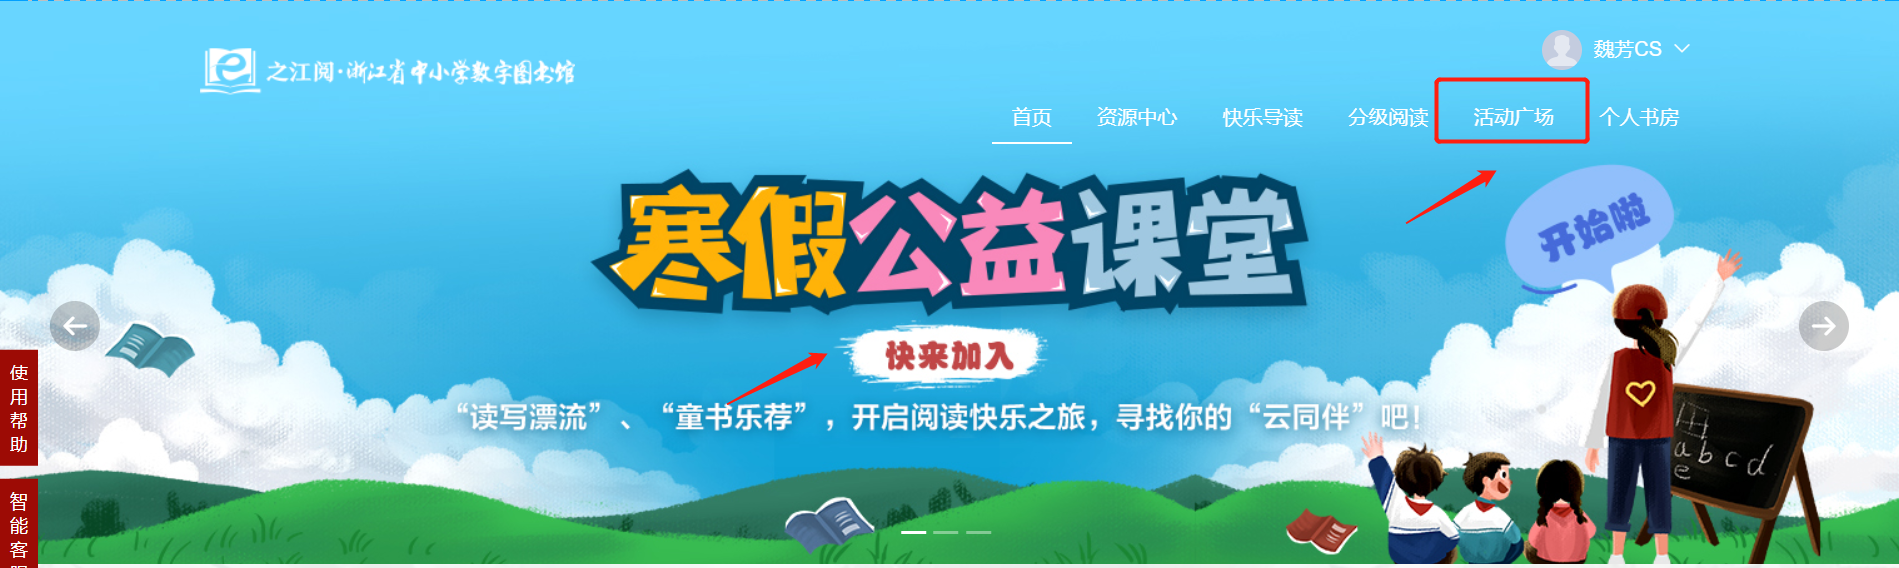 之江阅·浙江省中小学数字图书馆
魏芳CS
首页 资源中心 快乐导读 分级阅读 活动广场 个人书房
寒假公益课堂
开始啦
快来加入
“读写漂流”、“童书乐荐”，开启阅读快乐之旅，寻找你的“云同伴”吧！
使用帮助
智能客
a b c d
e